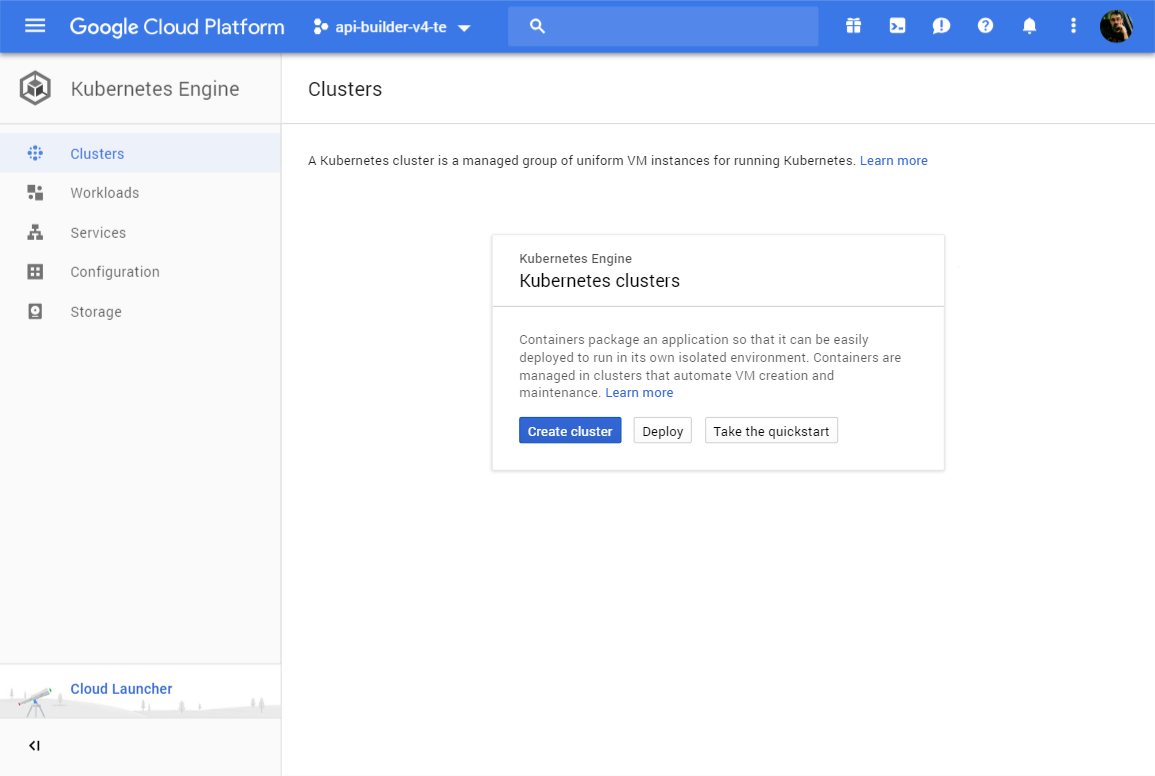 Google Cloud Platform
api-builder-v4-te
Kubernetes Engine
Clusters
Workloads
Services
Configuration
Storage
Cloud Launcher
Clusters
A Kubernetes cluster is a managed group of uniform VM instances for running Kubernetes. Learn more
Kubernetes Engine
Kubernetes clusters
Containers package an application so that it can be easily
deployed to run in its own isolated environment. Containers are
managed in clusters that automate VM creation and
maintenance. Learn more
Create cluster
Deploy
Take the quickstart